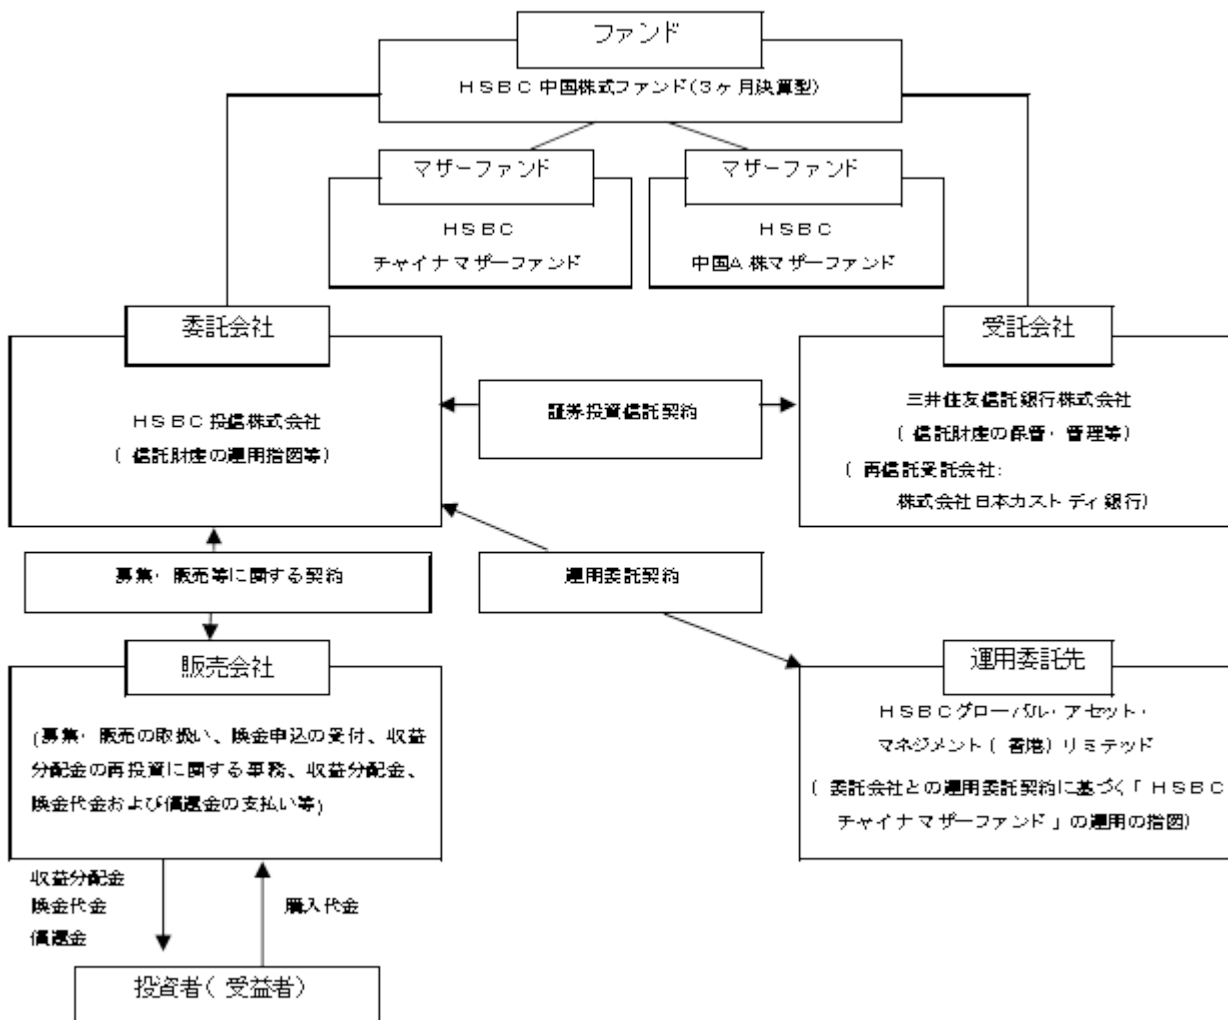 ファンド
HSBC 中国株式ファンド(3ヶ月決算型)
マザーファンド
HSBC
チャイナマザーファンド
マザーファンド
HSBC
中国A株マザーファンド
委託会社
HSBC投信株式会社
(信託財産の運用指図等)
証券投資信託契約
受託会社
三井住友信託銀行株式会社
(信託財産の保管・管理等)
(再信託受託会社:
株式会社日本カストディ銀行)
募集・販売等に関する契約
運用委託契約
販売会社
(募集・販売の取扱い、換金申込の受付、収益
分配金の再投資に関する事務、収益分配金、
換金代金および償還金の支払い等)
運用委託先
HSBCグローバル・アセット・
マネジメント(香港)リミテッド
(委託会社との運用委託契約に基づく「HSBC
チャイナマザーファンド」の運用の指図)
収益分配金
換金代金
償還金
購入代金
投資者(受益者)